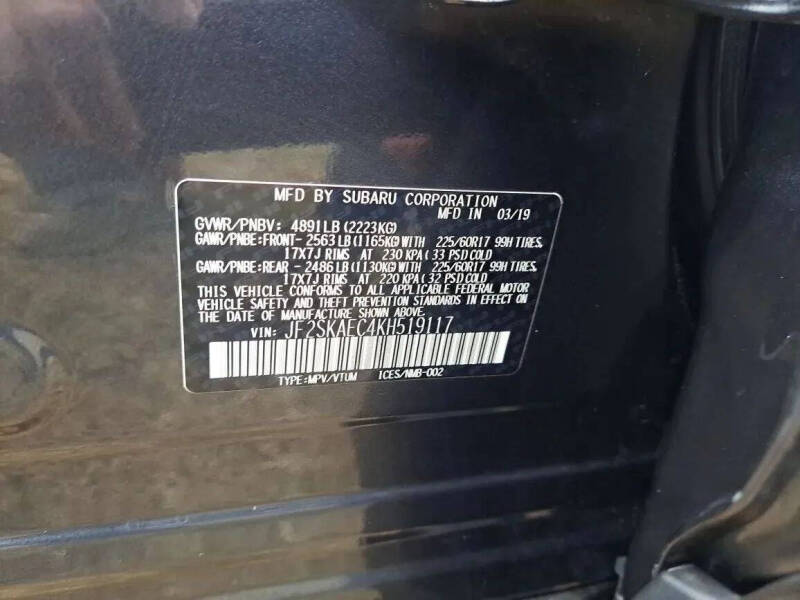 MFD BY SUBARU CORPORATION
MFD IN 03/19
GVWR/PNBV: 4891LB(2223KG)
GAWR/PNBE:FRONT- 2563LB(1165KG)WITH 225/60R17 99H TIRES,
17X7J RIMS AT 230 KPA( 33 PSI)COLD
GAWR/PNBE:REAR - 2486LB(1130KG)WITH 225/60R17 99H TIRES,
17X7J RIMS AT 220 KPA( 32 PSI)COLD
THIS VEHICLE CONFORMS TO ALL APPLICABLE FEDERAL MOTOR
VEHICLE SAFETY AND THEFT PREVENTION STANDARDS IN EFFECT ON
THE DATE OF MANUFACTURE SHOWN ABOVE.
VIN: JF2SKAEC4KH519117
TYPE:MPV/VTUM ICES/NMB-002